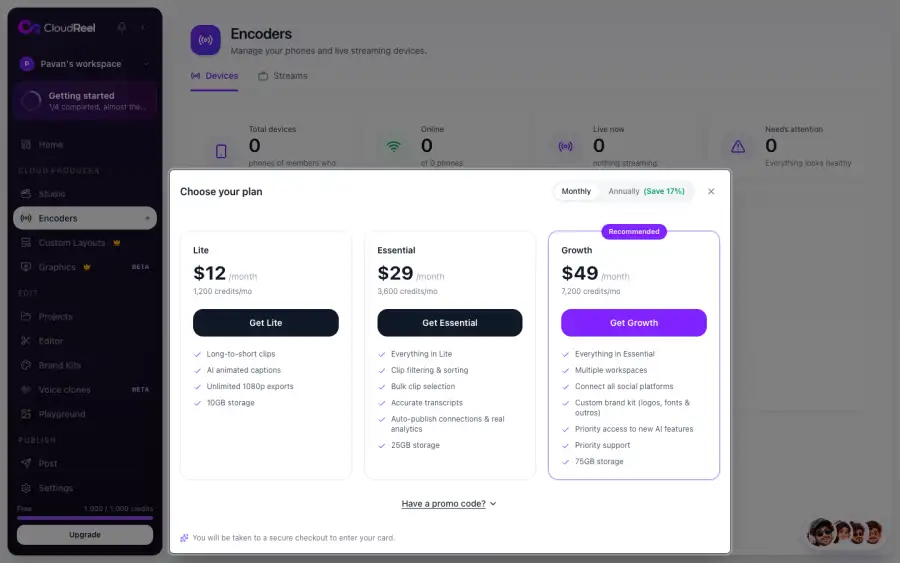 CloudReel
Pavan's workspace
Getting started
1/4 completed, almost the...
Home
CLOUD PRODUCER
Studio
Encoders
Custom Layouts
Graphics BETA
EDIT
Projects
Editor
Brand Kits
Voice clones BETA
Playground
PUBLISH
Post
Settings
Free 1,000 / 1,000 credits
Upgrade
Encoders
Manage your phones and live streaming devices.
Devices Streams
Total devices
0
phones of members who
Online
0
of 0 phones
Live now
0
nothing streaming
Needs attention
0
Everything looks healthy
Choose your plan
Monthly Annually (Save 17%)
Lite
$12 /month
1,200 credits/mo
Get Lite
Long-to-short clips
AI animated captions
Unlimited 1080p exports
10GB storage
Essential
$29 /month
3,600 credits/mo
Get Essential
Everything in Lite
Clip filtering & sorting
Bulk clip selection
Accurate transcripts
Auto-publish connections & real
analytics
25GB storage
Recommended
Growth
$49 /month
7,200 credits/mo
Get Growth
Everything in Essential
Multiple workspaces
Connect all social platforms
Custom brand kit (logos, fonts &
outros)
Priority access to new AI features
Priority support
75GB storage
Have a promo code?
You will be taken to a secure checkout to enter your card.